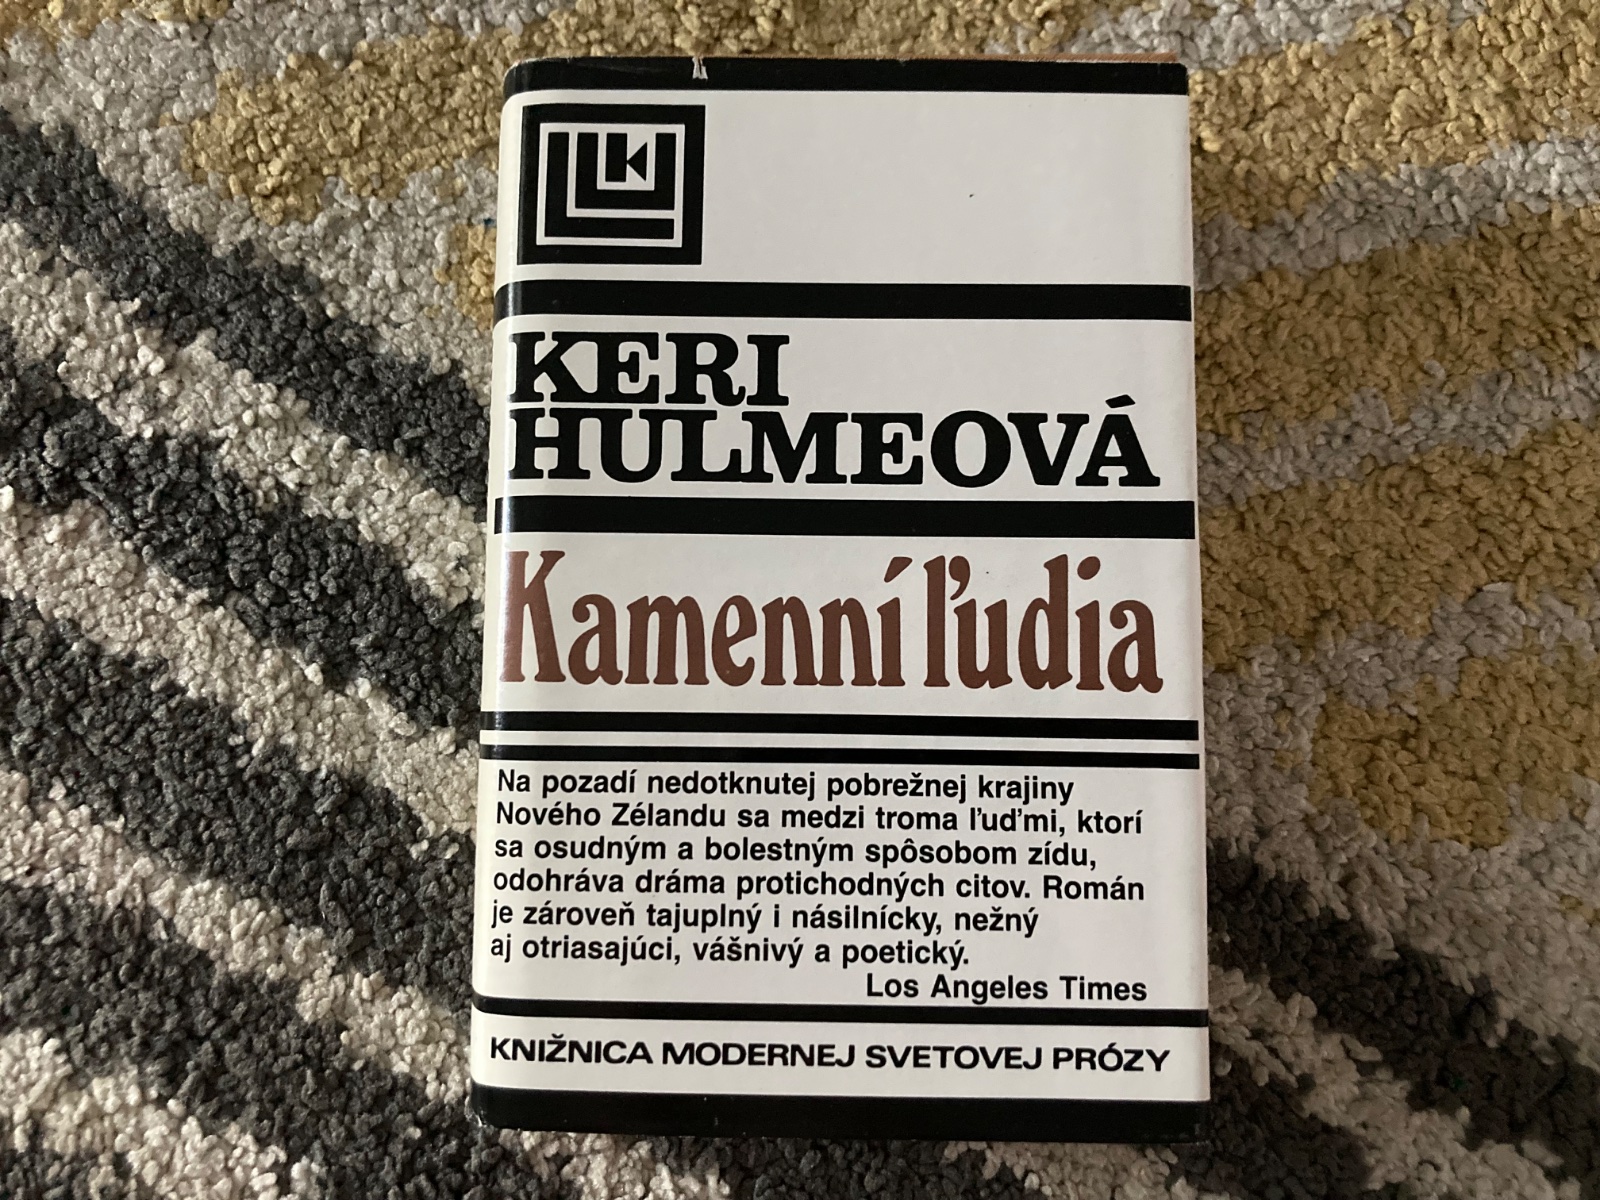 KERI
HULMEOVÁ
Kamenní ľudia
Na pozadí nedotknutej pobrežnej krajiny
Nového Zélandu sa medzi troma ľuďmi, ktorí
sa osudným a bolestným spôsobom zídu,
odohráva dráma protichodných citov. Román
je zároveň tajuplný i násilnícky, nežný
aj otriasajúci, vášnivý a poetický.
Los Angeles Times
KNIŽNICA MODERNEJ SVETOVEJ PRÓZY